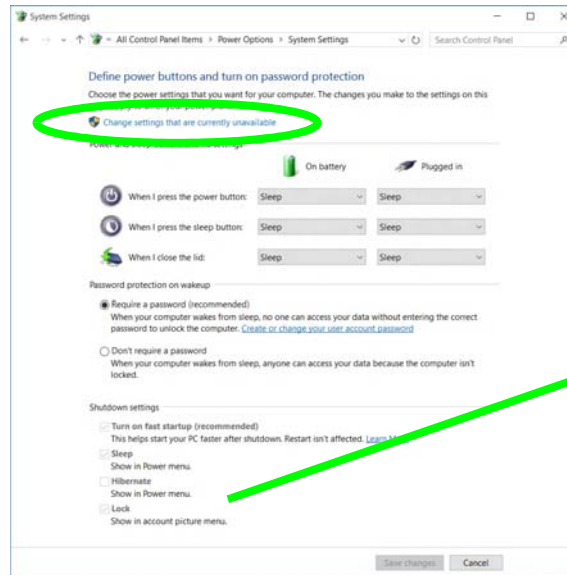 System Settings
All Control Panel Items > Power Options > System Settings
Search Control Panel
Define power buttons and turn on password protection
Choose the power settings that you want for your computer. The changes you make to the settings on this
Change settings that are currently unavailable
On battery
Plugged in
When I press the power button: Sleep Sleep
When I press the sleep button: Sleep Sleep
When I close the lid: Sleep Sleep
Password protection on wakeup
Require a password (recommended)
When your computer wakes from sleep, no one can access your data without entering the correct
password to unlock the computer. Create or change your user account password
Don't require a password
When your computer wakes from sleep, anyone can access your data because the computer isn't
locked.
Shutdown settings
Turn on fast startup (recommended)
This helps start your PC faster after shutdown. Restart isn't affected.
Sleep
Show in Power menu.
Hibernate
Show in Power menu.
Lock
Show in account picture menu.
Save changes Cancel